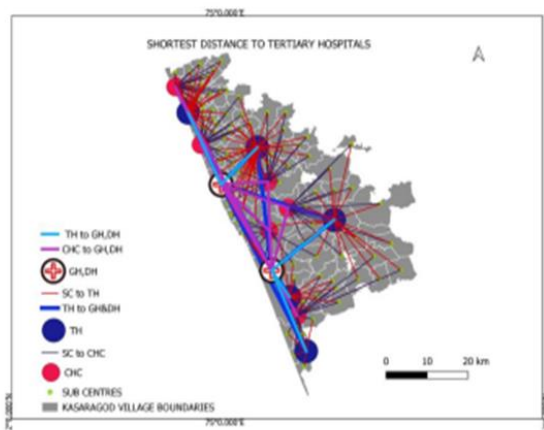 75°0.000'E
SHORTEST DISTANCE TO TERTIARY HOSPITALS
A
TH to GH,DH
CHC to GH,DH
GH,DH
SC to TH
TH to GH&DH
TH
SC to CHC
CHC
SUB CENTRES
KASARAGOD VILLAGE BOUNDARIES
0 10 20 km
75°0.000'E